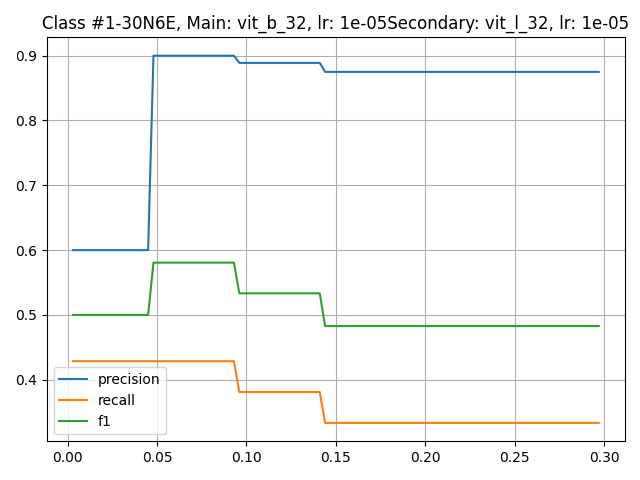 Class #1-30N6E, Main: vit_b_32, lr: 1e-05Secondary: vit_l_32, lr: 1e-05
0.9
0.8
0.7
0.6
0.5
0.4
precision
recall
f1
0.00 0.05 0.10 0.15 0.20 0.25 0.30